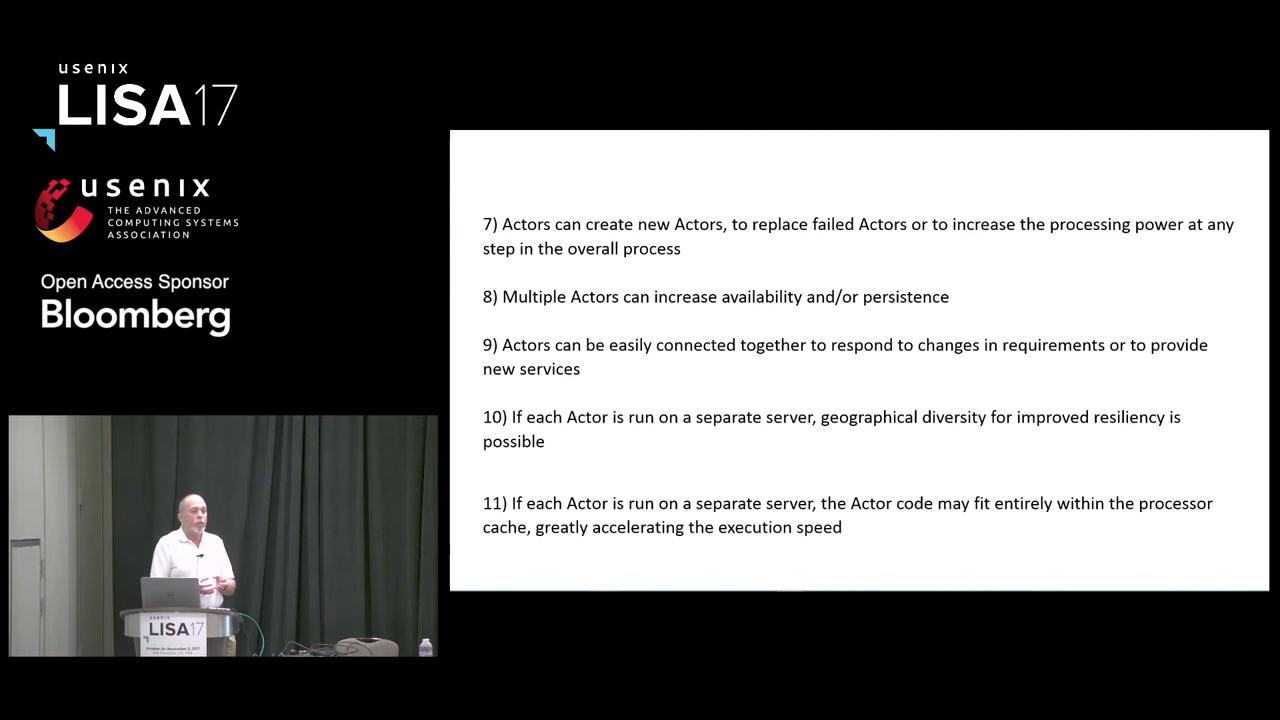 usenix
LISA17
usenix
THE ADVANCED
COMPUTING SYSTEMS
ASSOCIATION
Open Access Sponsor
Bloomberg
7) Actors can create new Actors, to replace failed Actors or to increase the processing power at any
step in the overall process
8) Multiple Actors can increase availability and/or persistence
9) Actors can be easily connected together to respond to changes in requirements or to provide
new services
10) If each Actor is run on a separate server, geographical diversity for improved resiliency is
possible
11) If each Actor is run on a separate server, the Actor code may fit entirely within the processor
cache, greatly accelerating the execution speed
usenix
LISA17